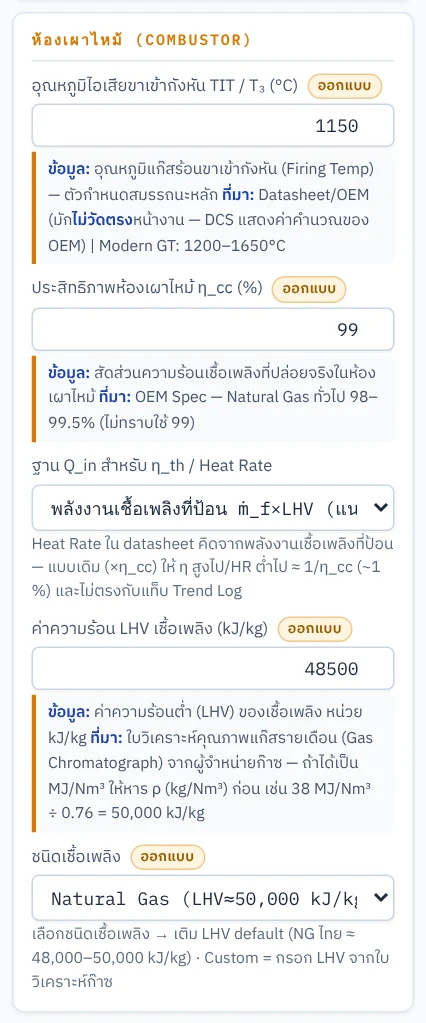 ห้องเผาไหม้ (COMBUSTOR)
อุณหภูมิไอเสียขาเข้ากังหัน TIT / T₃ (°C) ออกแบบ
1150
ข้อมูล: อุณหภูมิแก๊สร้อนขาเข้ากังหัน (Firing Temp)
— ตัวกำหนดสมรรถนะหลัก ที่มา: Datasheet/OEM
(มักไม่วัดตรงหน้างาน — DCS แสดงค่าคำนวณของ
OEM) | Modern GT: 1200–1650°C
ประสิทธิภาพห้องเผาไหม้ η_cc (%) ออกแบบ
99
ข้อมูล: สัดส่วนความร้อนเชื้อเพลิงที่ปล่อยจริงในห้อง
เผาไหม้ ที่มา: OEM Spec — Natural Gas ทั่วไป 98–
99.5% (ไม่ทราบใช้ 99)
ฐาน Q_in สำหรับ η_th / Heat Rate
พลังงานเชื้อเพลิงที่ป้อน ṁ_f×LHV (แน
Heat Rate ใน datasheet คิดจากพลังงานเชื้อเพลิงที่ป้อน
— แบบเดิม (×η_cc) ให้ η สูงไป/HR ต่ำไป ≈ 1/η_cc (~1
%) และไม่ตรงกับแท็บ Trend Log
ค่าความร้อน LHV เชื้อเพลิง (kJ/kg) ออกแบบ
48500
ข้อมูล: ค่าความร้อนต่ำ (LHV) ของเชื้อเพลิง หน่วย
kJ/kg ที่มา: ใบวิเคราะห์คุณภาพแก๊สรายเดือน (Gas
Chromatograph) จากผู้จำหน่ายก๊าซ — ถ้าได้เป็น
MJ/Nm³ ให้หาร ρ (kg/Nm³) ก่อน เช่น 38 MJ/Nm³
÷ 0.76 = 50,000 kJ/kg
ชนิดเชื้อเพลิง ออกแบบ
Natural Gas (LHV≈50,000 kJ/kg
เลือกชนิดเชื้อเพลิง → เติม LHV default (NG ไทย ≈
48,000–50,000 kJ/kg) · Custom = กรอก LHV จากใบ
วิเคราะห์ก๊าซ